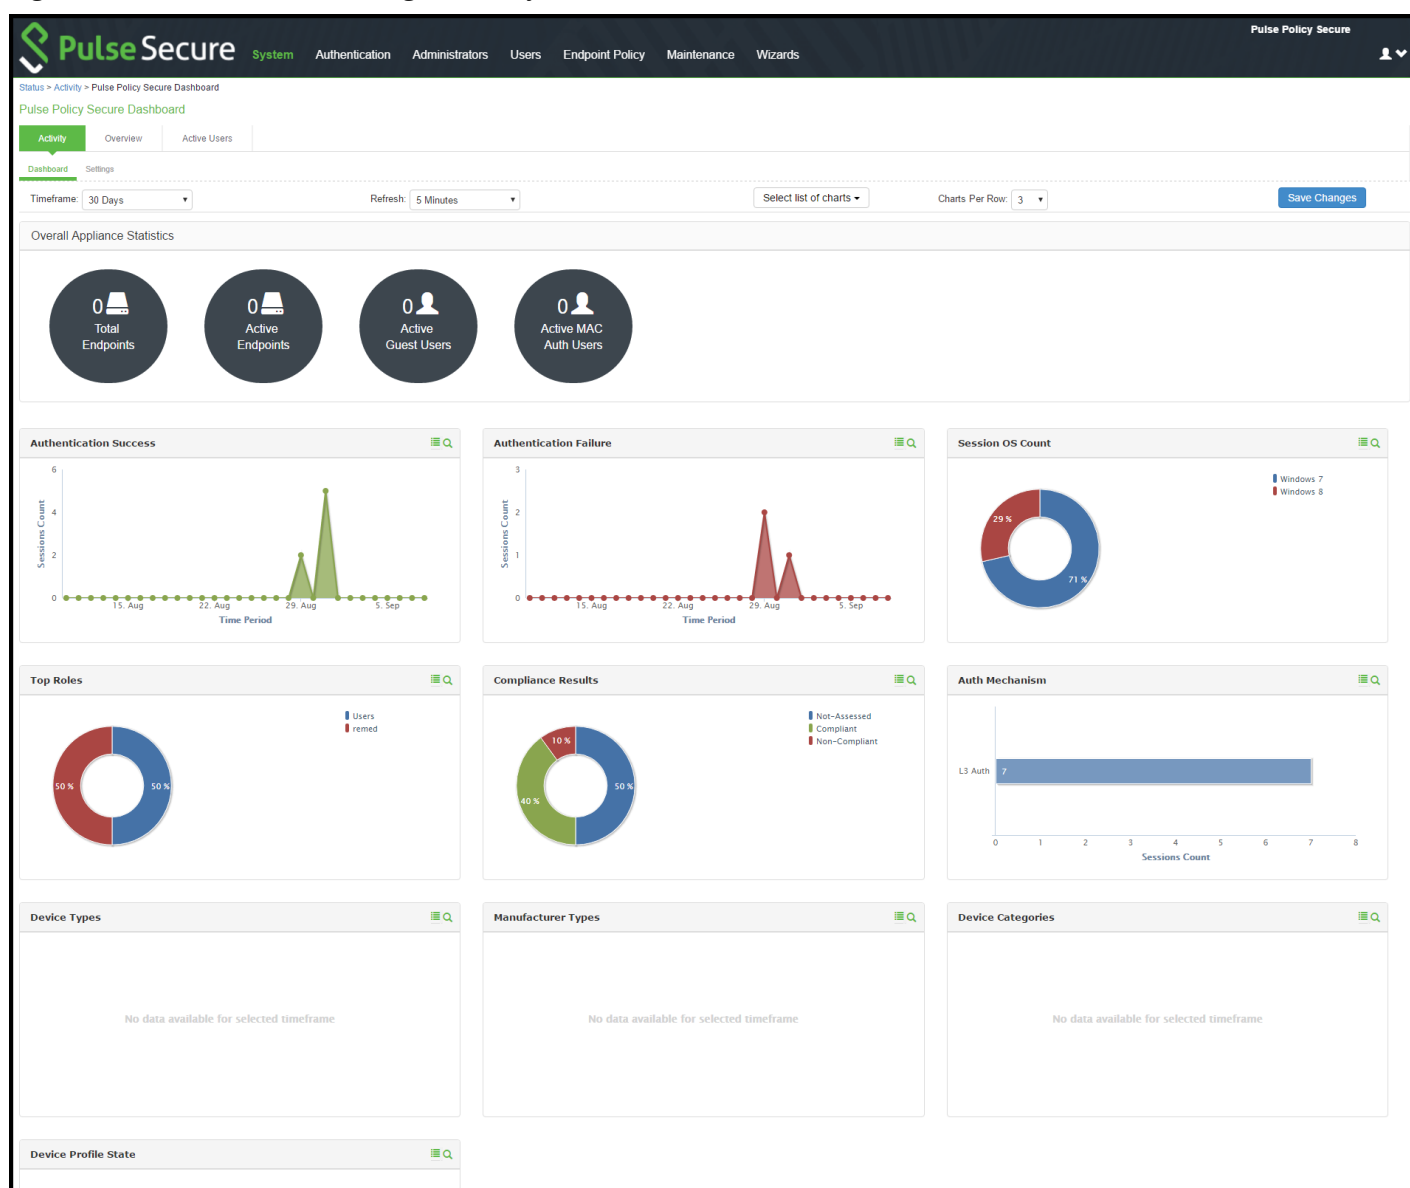 Pulse Policy Secure
Pulse Secure System Authentication Administrators Users Endpoint Policy Maintenance Wizards
Status > Activity > Pulse Policy Secure Dashboard
Pulse Policy Secure Dashboard
Activity Overview Active Users
Dashboard Settings
Timeframe: 30 Days Refresh: 5 Minutes Select list of charts Charts Per Row: 3 Save Changes
Overall Appliance Statistics
0 0 0 0
Total Active Active Active MAC
Endpoints Endpoints Guest Users Auth Users
Authentication Success
6
4
2
0
Sessions Count
15. Aug 22. Aug 29. Aug 5. Sep
Time Period
Authentication Failure
3
2
1
0
Sessions Count
15. Aug 22. Aug 29. Aug 5. Sep
Time Period
Session OS Count
Windows 7
Windows 8
29 %
71 %
Top Roles
Users
remed
50 % 50 %
Compliance Results
Not-Assessed
Compliant
Non-Compliant
10 %
50 %
40 %
Auth Mechanism
L3 Auth 7
0 1 2 3 4 5 6 7 8
Sessions Count
Device Types
No data available for selected timeframe
Manufacturer Types
No data available for selected timeframe
Device Categories
No data available for selected timeframe
Device Profile State